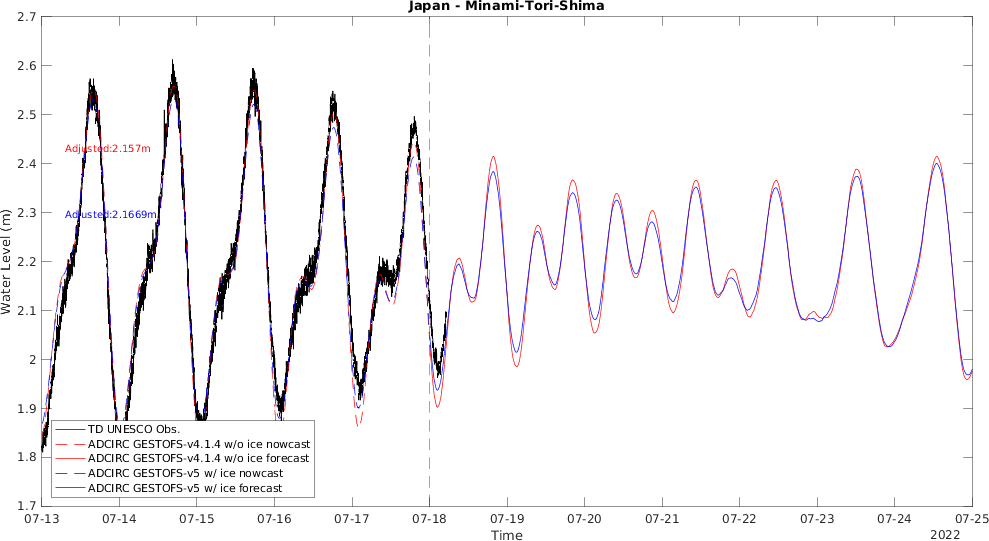 Japan - Minami-Tori-Shima
2.7
2.6
2.5
2.4
2.3
2.2
2.1
2
1.9
1.8
1.7
Water Level (m)
Adjusted:2.157m
Adjusted:2.1669m
TD UNESCO Obs.
ADCIRC GESTOFS-v4.1.4 w/o ice nowcast
ADCIRC GESTOFS-v4.1.4 w/o ice forecast
ADCIRC GESTOFS-v5 w/ ice nowcast
ADCIRC GESTOFS-v5 w/ ice forecast
07-13 07-14 07-15 07-16 07-17 07-18 07-19 07-20 07-21 07-22 07-23 07-24 07-25
Time
2022